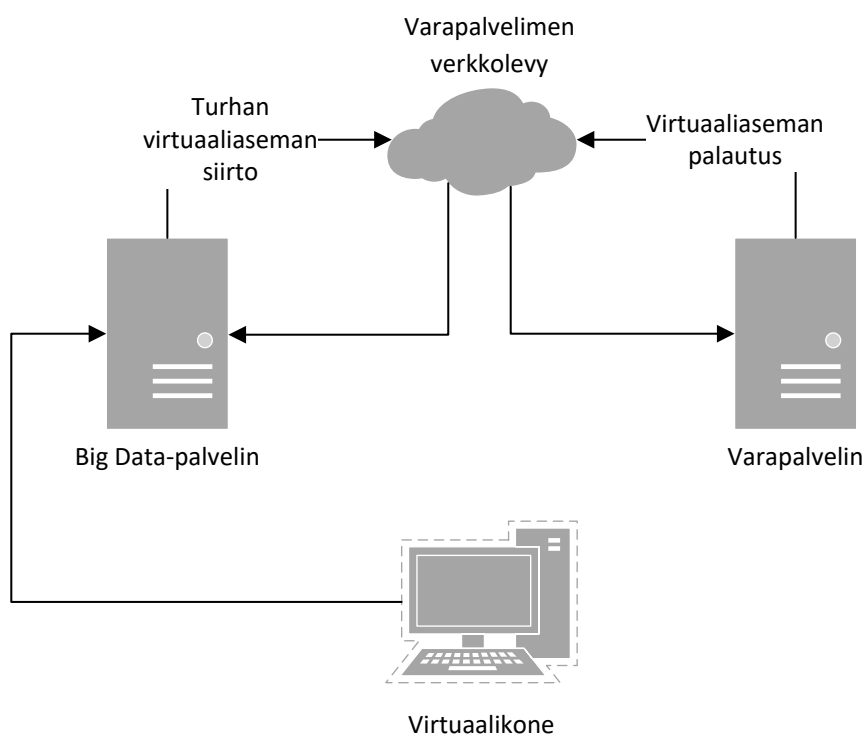 Varapalvelimen
verkkolevy
Turhan
virtuaaliaseman
siirto
Virtuaaliaseman
palautus
Big Data-palvelin
Varapalvelin
Virtuaalikone